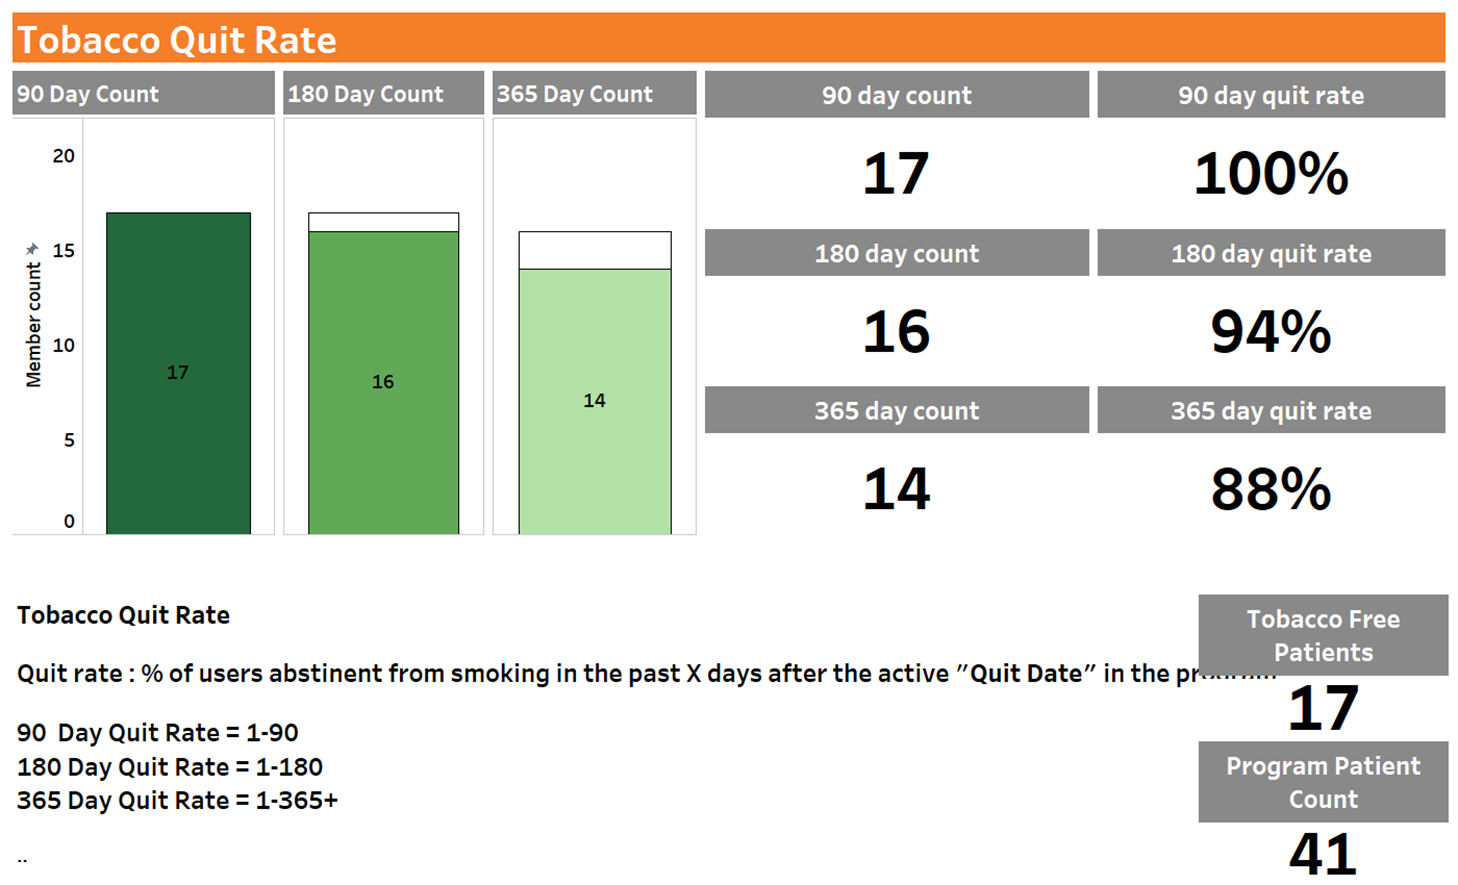 Tobacco Quit Rate
90 Day Count
180 Day Count
365 Day Count
90 day count
90 day quit rate
20
15
10
5
0
Member count
17
16
14
17
100%
180 day count
180 day quit rate
16
94%
365 day count
365 day quit rate
14
88%
Tobacco Quit Rate
Quit rate : % of users abstinent from smoking in the past X days after the active "Quit Date" in the program
90  Day Quit Rate = 1-90
180 Day Quit Rate = 1-180
365 Day Quit Rate = 1-365+
..
Tobacco Free
Patients
17
Program Patient
Count
41